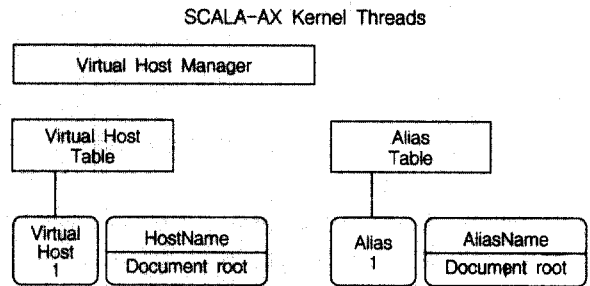 SCALA-AX Kernel Threads
Virtual Host Manager
Virtual Host
Table
Alias
Table
Virtual
Host
1
HostName
Document root
Alias
1
AliasName
Document root